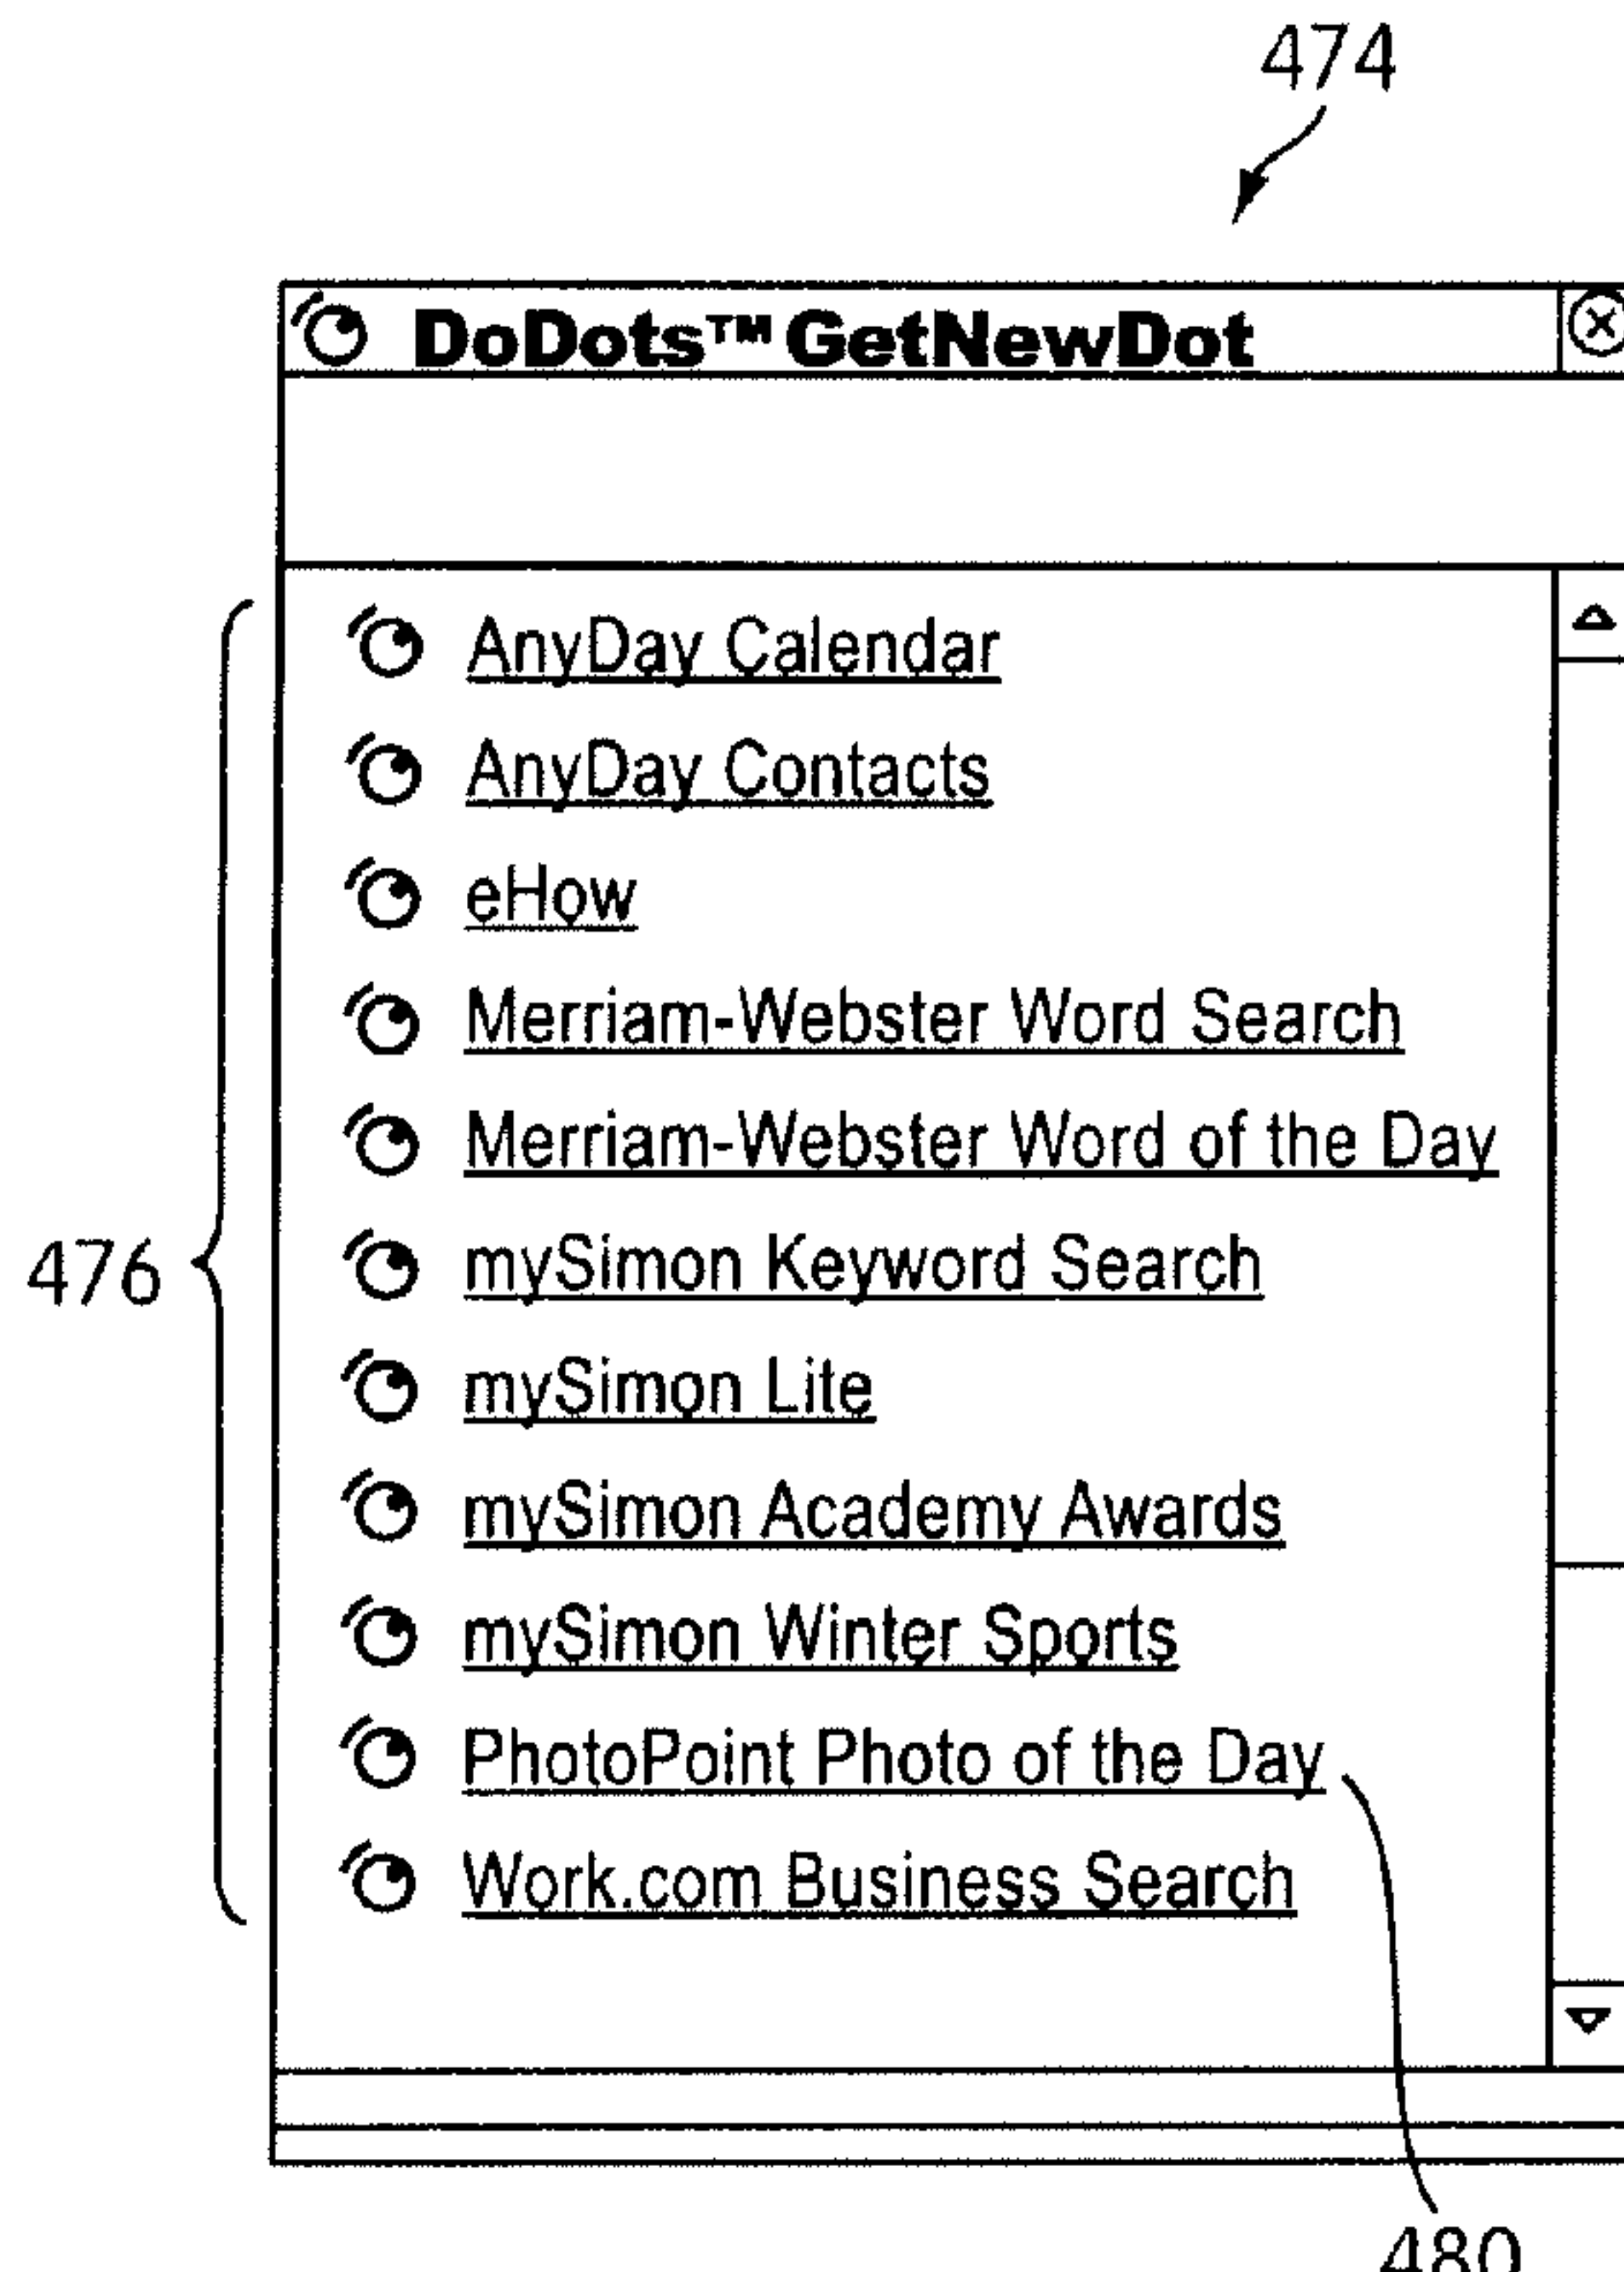 474
DoDots™ GetNewDot
AnyDay Calendar
AnyDay Contacts
eHow
Merriam-Webster Word Search
Merriam-Webster Word of the Day
476
mySimon Keyword Search
mySimon Lite
mySimon Academy Awards
mySimon Winter Sports
PhotoPoint Photo of the Day
Work.com Business Search
480